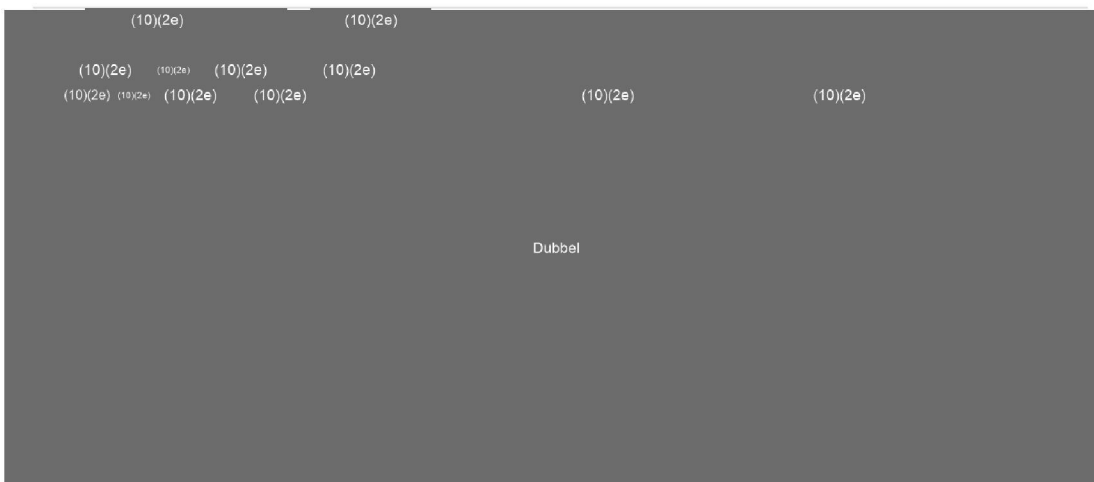 (10)(2e) (10)(2e)
(10)(2e) (10)(2e) (10)(2e) (10)(2e)
(10)(2e) (10)(2e) (10)(2e) (10)(2e) (10)(2e) (10)(2e)
Dubbel